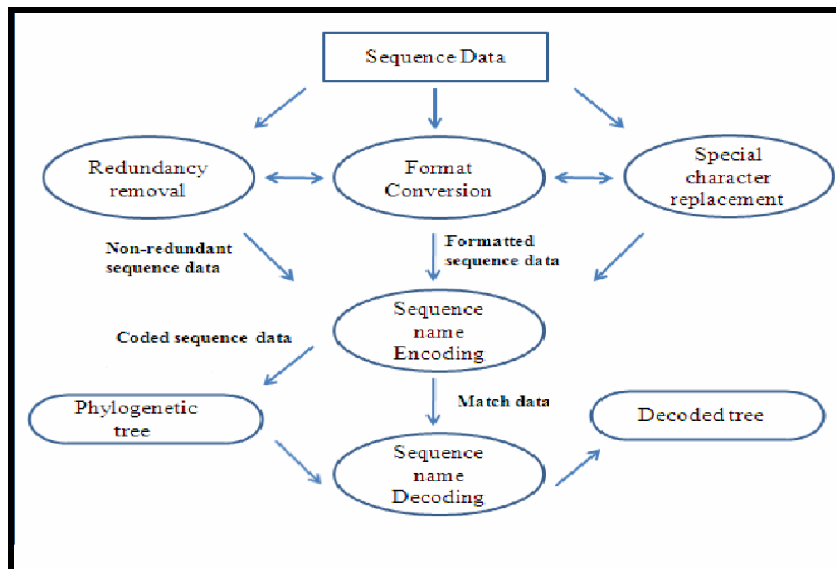 Sequence Data
Redundancy
removal
Format
Conversion
Special
character
replacement
Non-redundant
sequence data
Formatted
sequence data
Sequence
name
Encoding
Coded sequence data
Match data
Phylogenetic
tree
Decoded tree
Sequence
name
Decoding